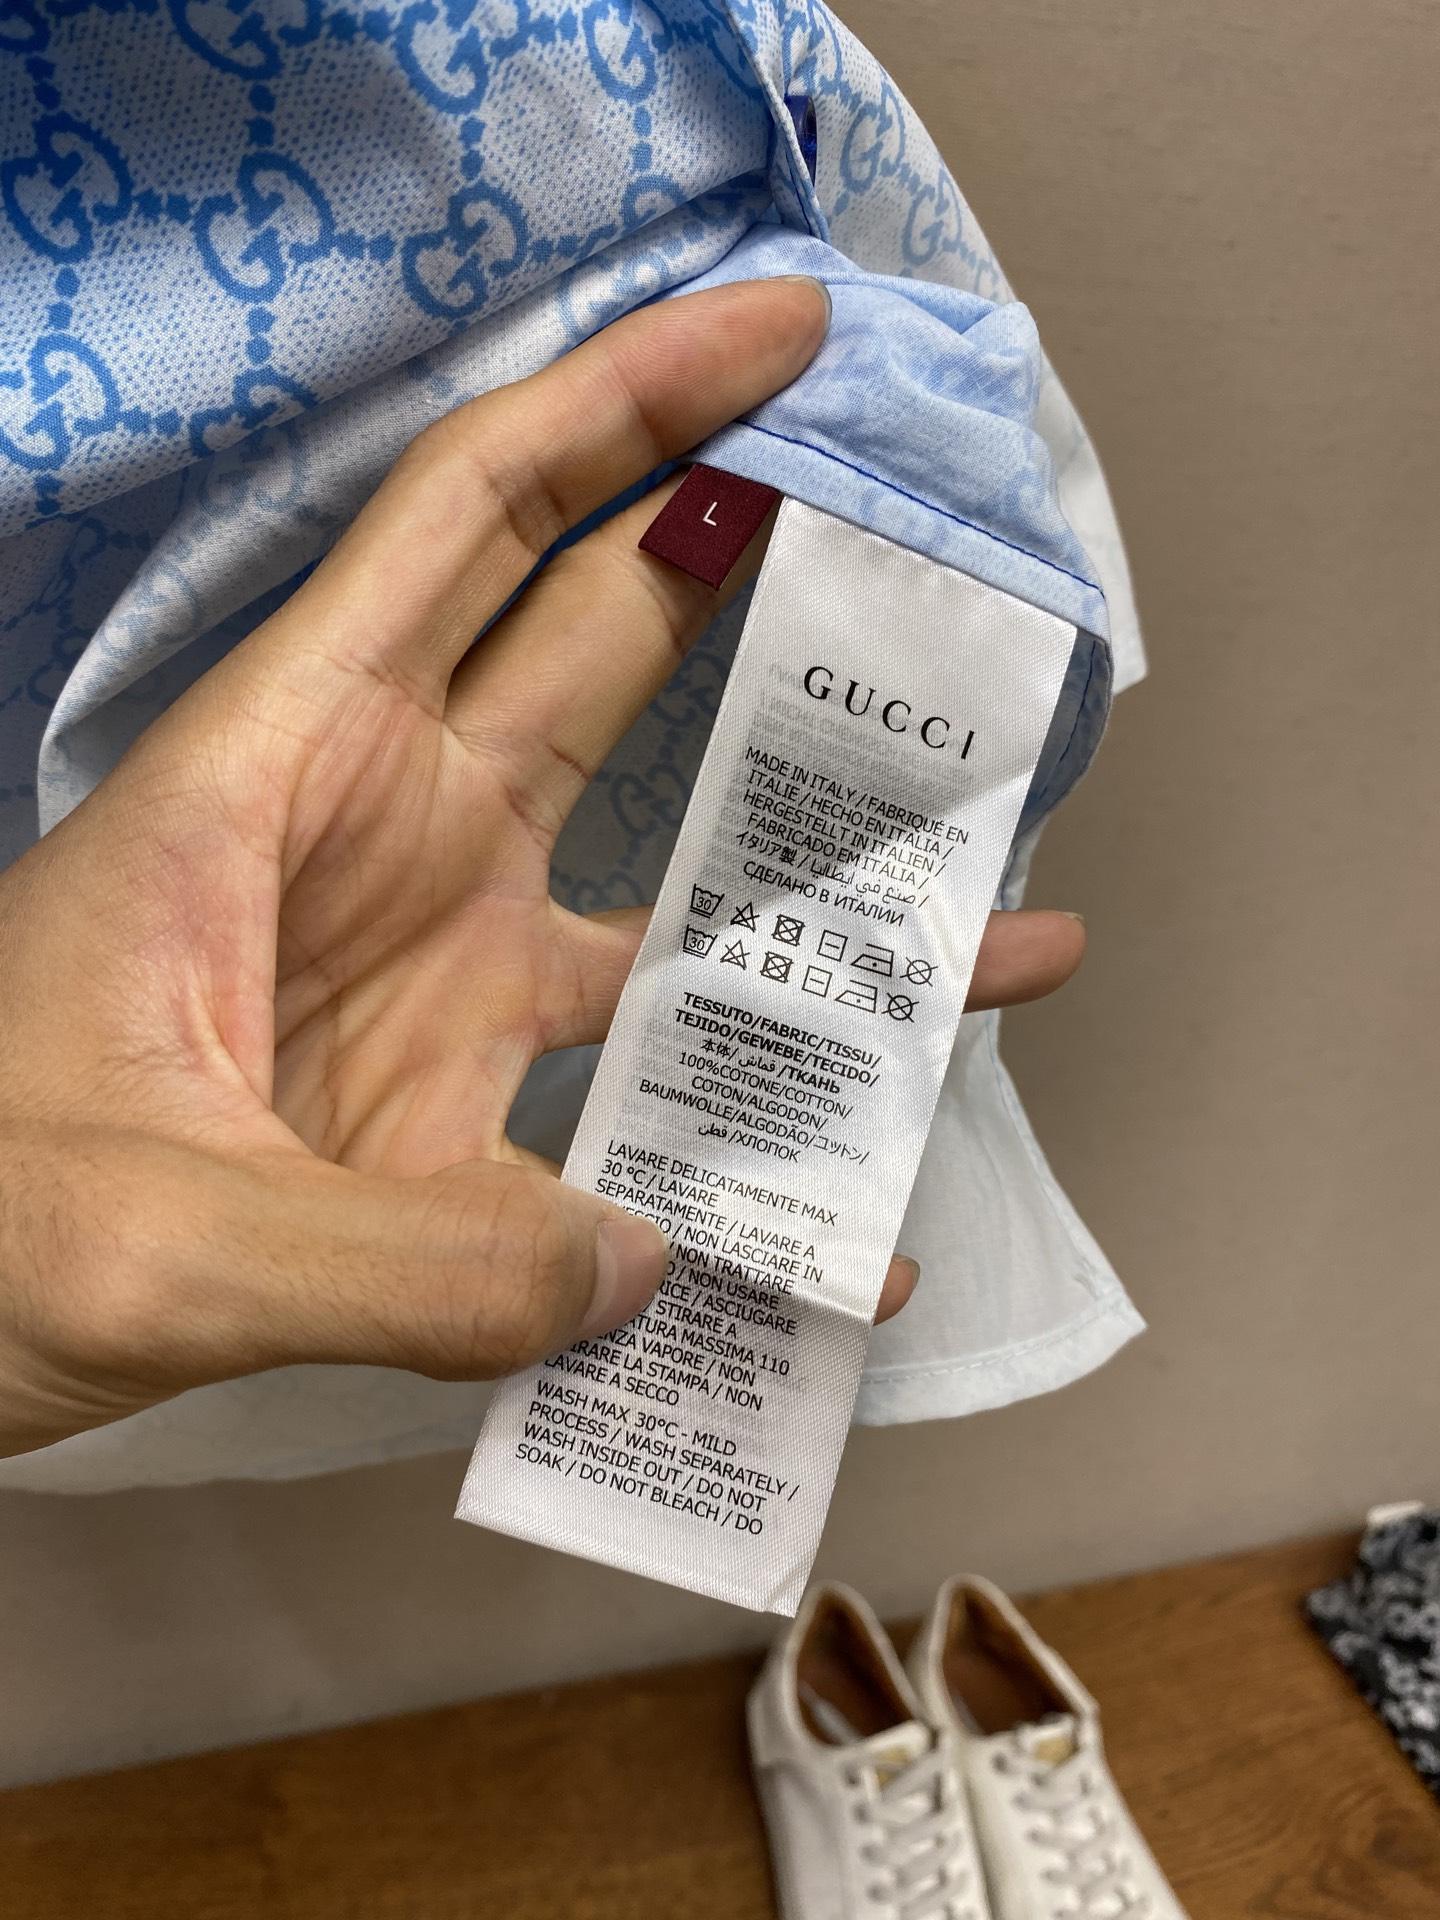 L
GUCCI
MADE IN ITALY / FABRIQUÉ EN
ITALIE / HECHO EN ITALIA /
HERGESTELLT IN ITALIEN /
FABRICADO EM ITÁLIA /
イタリア製 / صنع في إيطاليا /
СДЕЛАНО В ИТАЛИИ
30
30
TESSUTO/FABRIC/TISSU/
TEJIDO/GEWEBE/TECIDO/
本体/ قماش /ТКАНЬ
100%COTONE/COTTON/
COTON/ALGODON/
BAUMWOLLE/ALGODÃO/コットン/
قطن /ХЛОПОК
LAVARE DELICATAMENTE MAX
30 °C / LAVARE
SEPARATAMENTE / LAVARE A
/ NON LASCIARE IN
/ NON TRATTARE
/ NON USARE
/ ASCIUGARE
STIRARE A
MASSIMA 110
VAPORE / NON
LA STAMPA / NON
LAVARE A SECCO
WASH MAX 30°C - MILD
PROCESS / WASH SEPARATELY /
WASH INSIDE OUT / DO NOT
SOAK / DO NOT BLEACH / DO